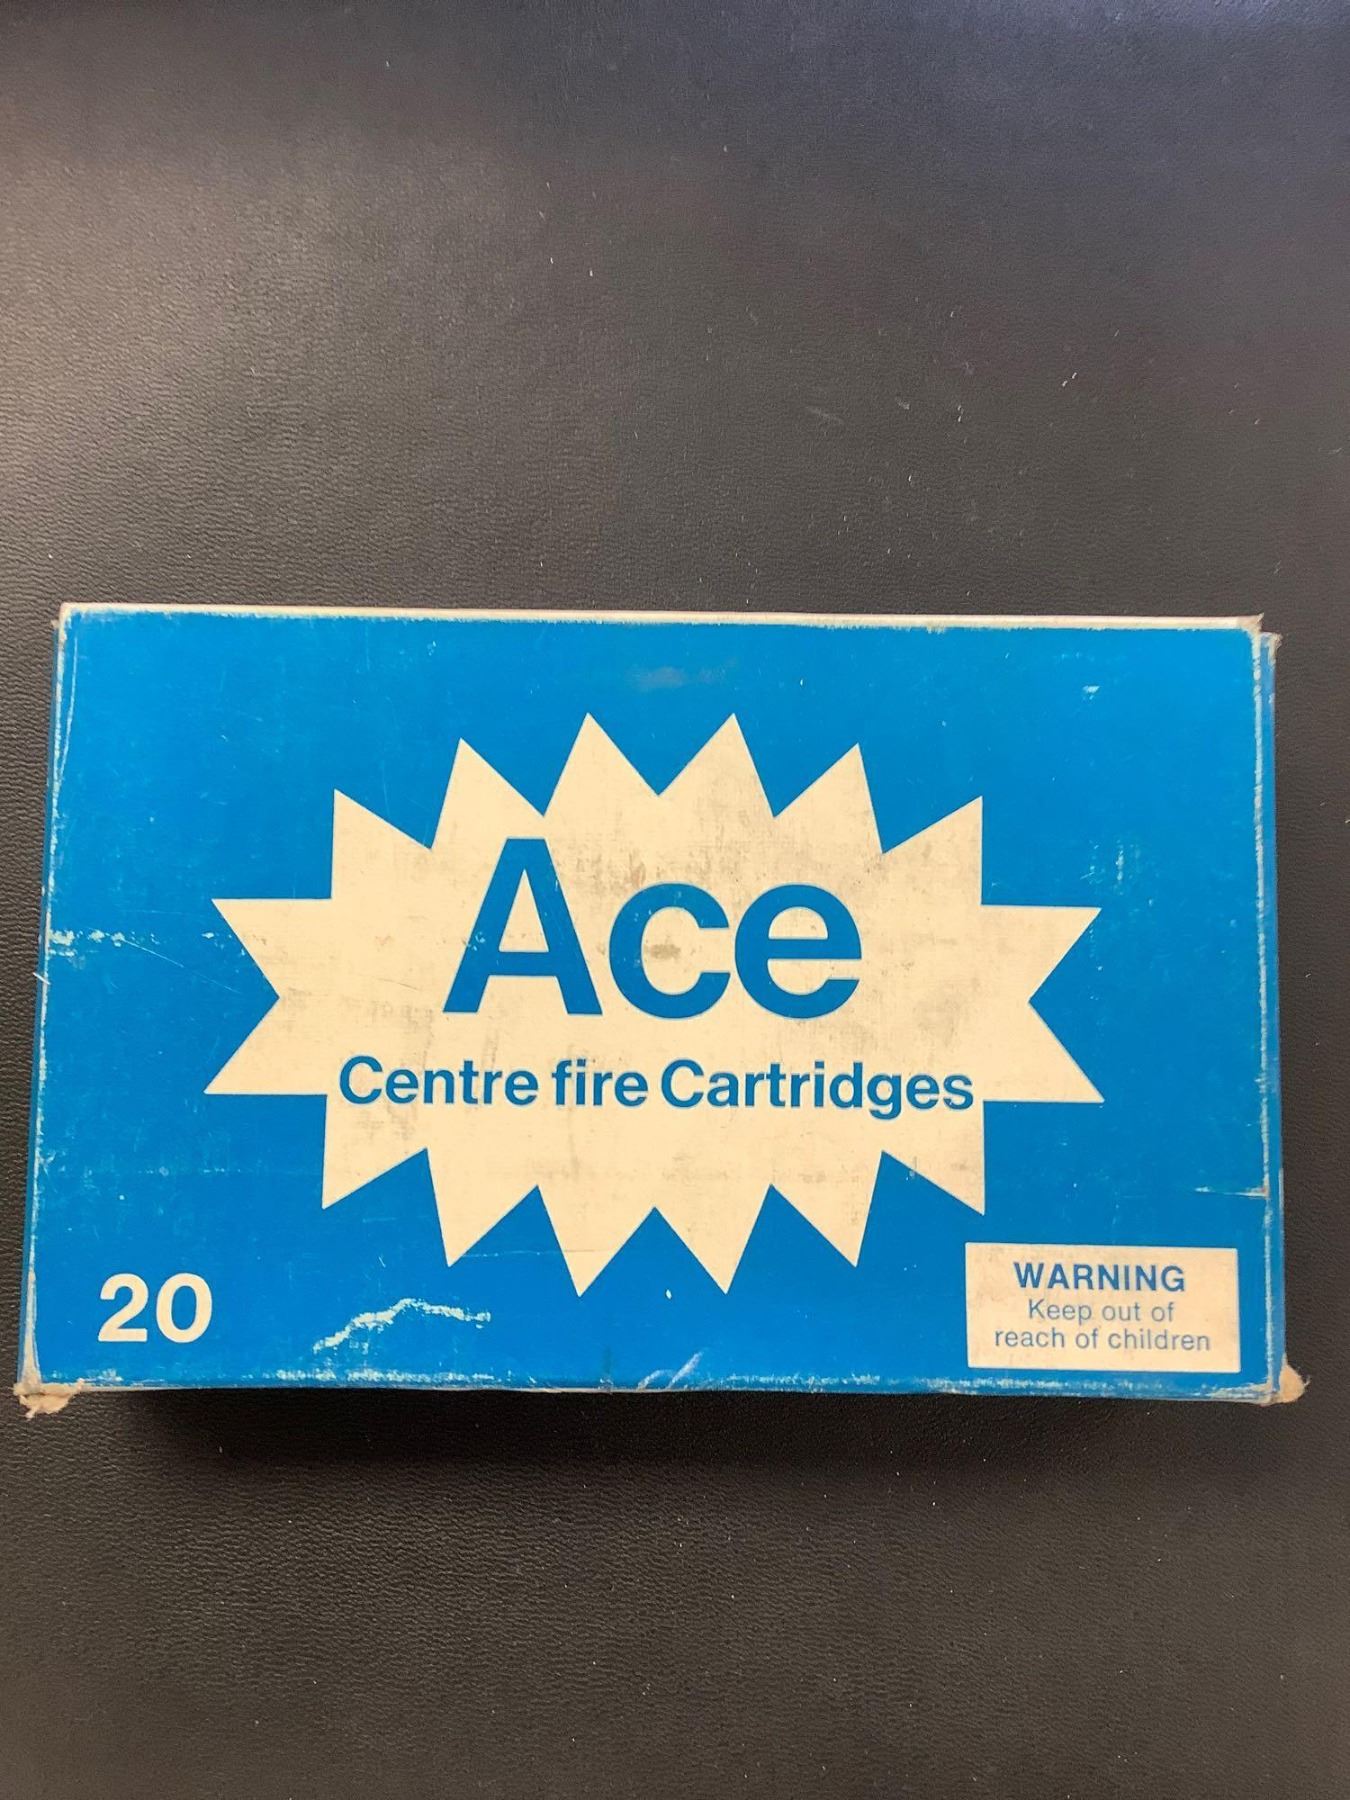 Ace
Centre fire Cartridges
20
WARNING
Keep out of
reach of children